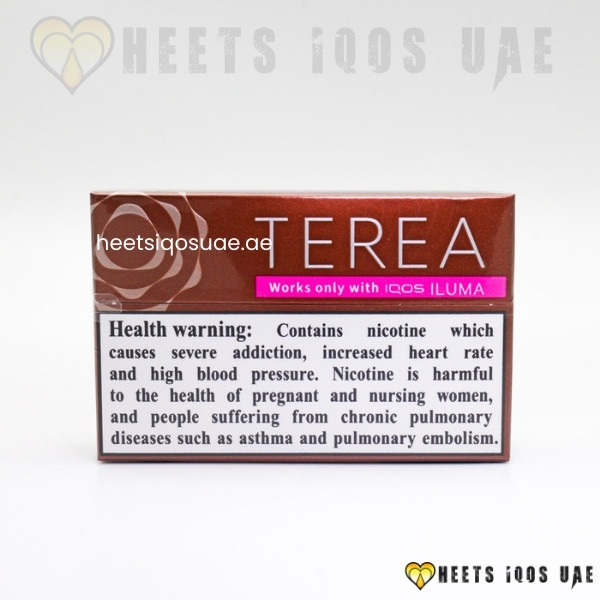 HEETS iQOS UAE
TEREA
heetsiqosuae.ae
Works only with IQOS ILUMA
Health warning: Contains nicotine which
causes severe addiction, increased heart rate
and high blood pressure. Nicotine is harmful
to the health of pregnant and nursing women,
and people suffering from chronic pulmonary
diseases such as asthma and pulmonary embolism.
HEETS iQOS UAE